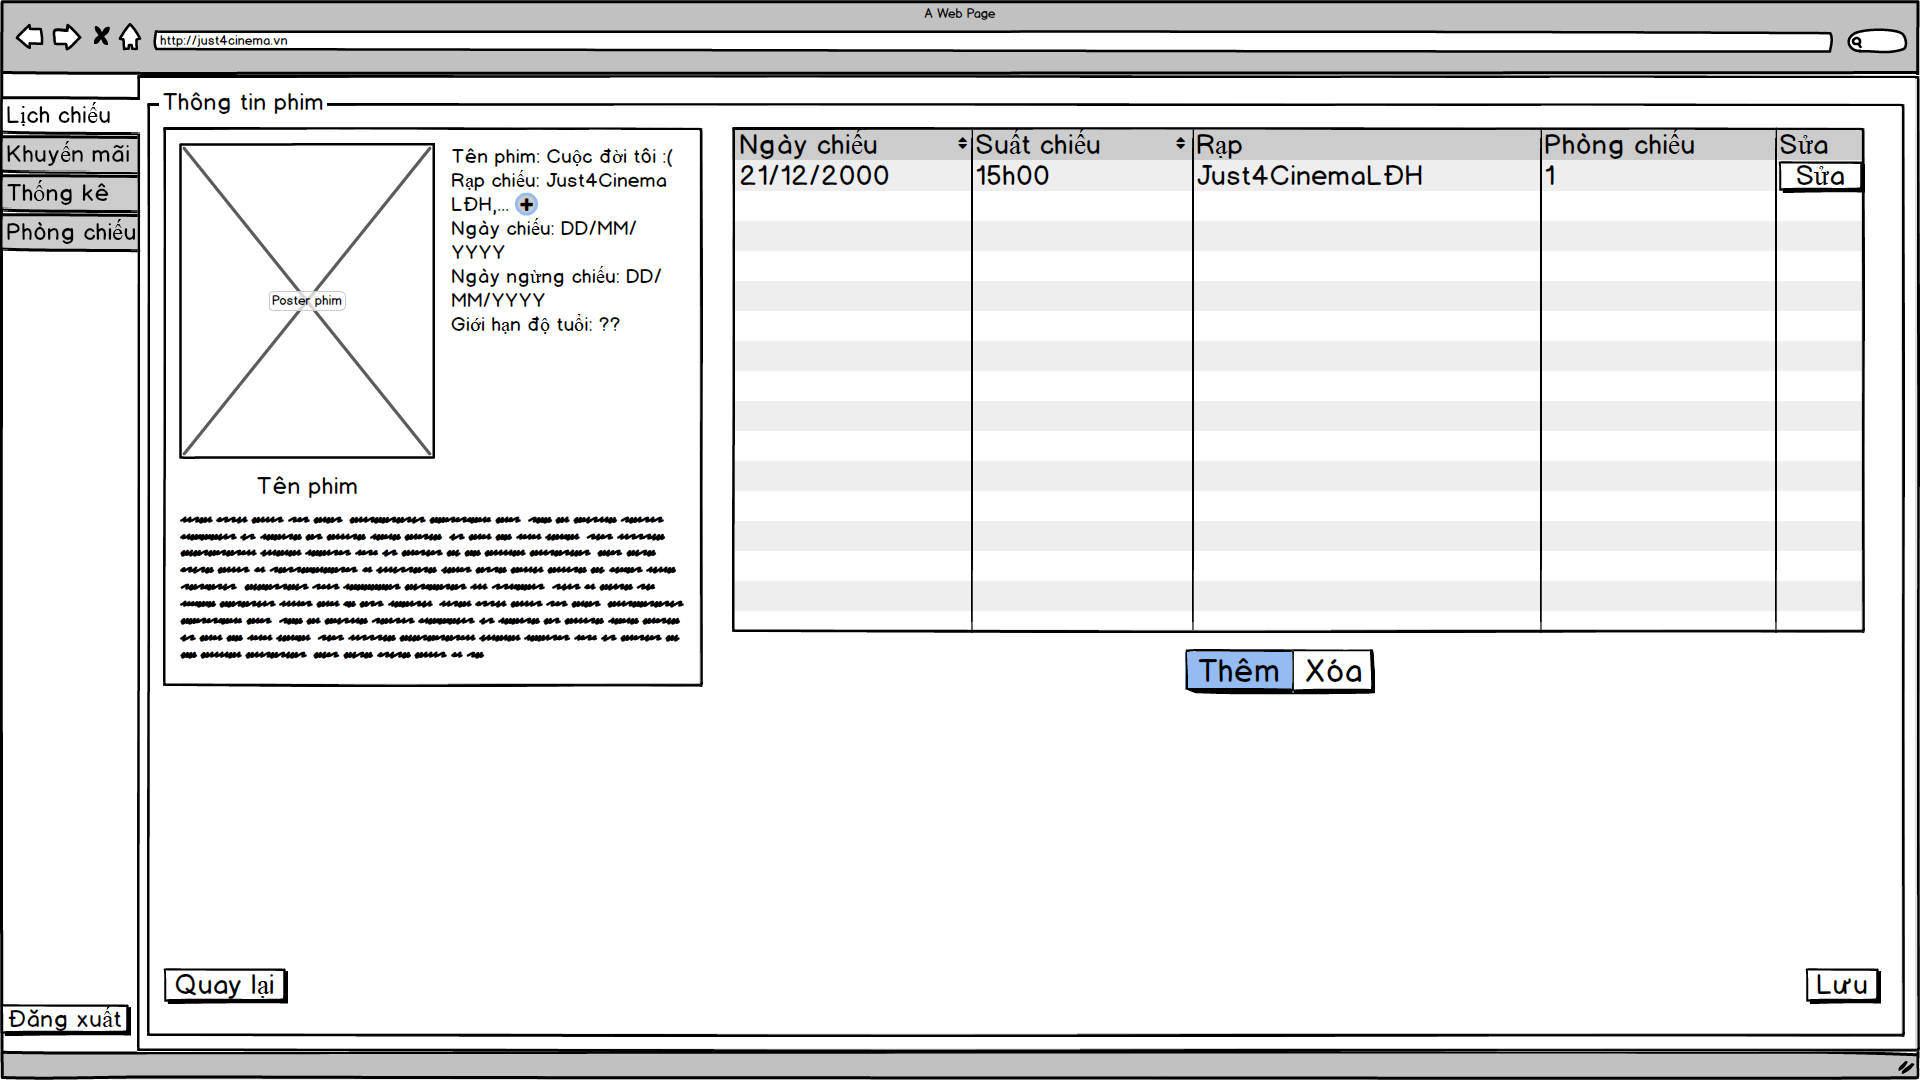 A Web Page
http://just4cinema.vn
Lịch chiếu
Khuyến mãi
Thống kê
Phòng chiếu
Đăng xuất
Thông tin phim
Poster phim
Tên phim: Cuộc đời tôi :(
Rạp chiếu: Just4Cinema
LĐH,...
Ngày chiếu: DD/MM/
YYYY
Ngày ngừng chiếu: DD/
MM/YYYY
Giới hạn độ tuổi: ??
Tên phim
Ngày chiếu Suất chiếu Rạp Phòng chiếu Sửa
21/12/2000 15h00 Just4CinemaLĐH 1 Sửa
Thêm Xóa
Quay lại
Lưu